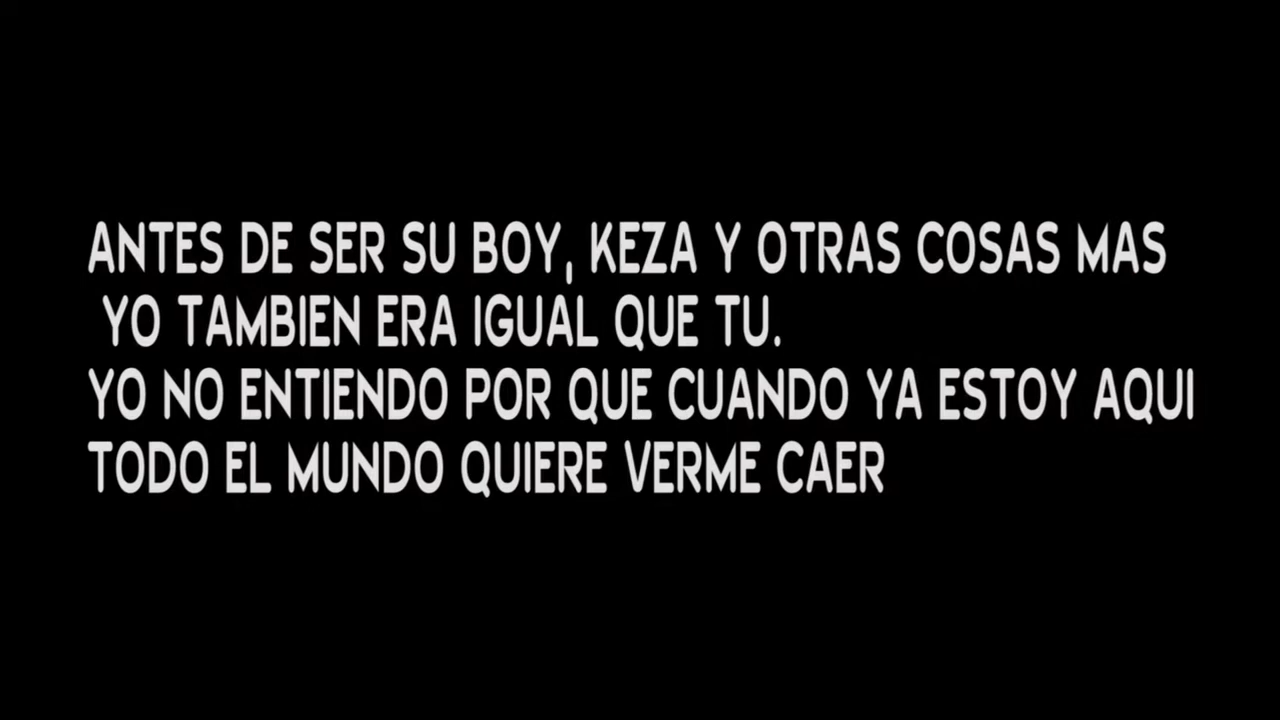 ANTES DE SER SU BOY, KEZA Y OTRAS COSAS MAS
YO TAMBIEN ERA IGUAL QUE TU.
YO NO ENTIENDO POR QUE CUANDO YA ESTOY AQUI
TODO EL MUNDO QUIERE VERME CAER